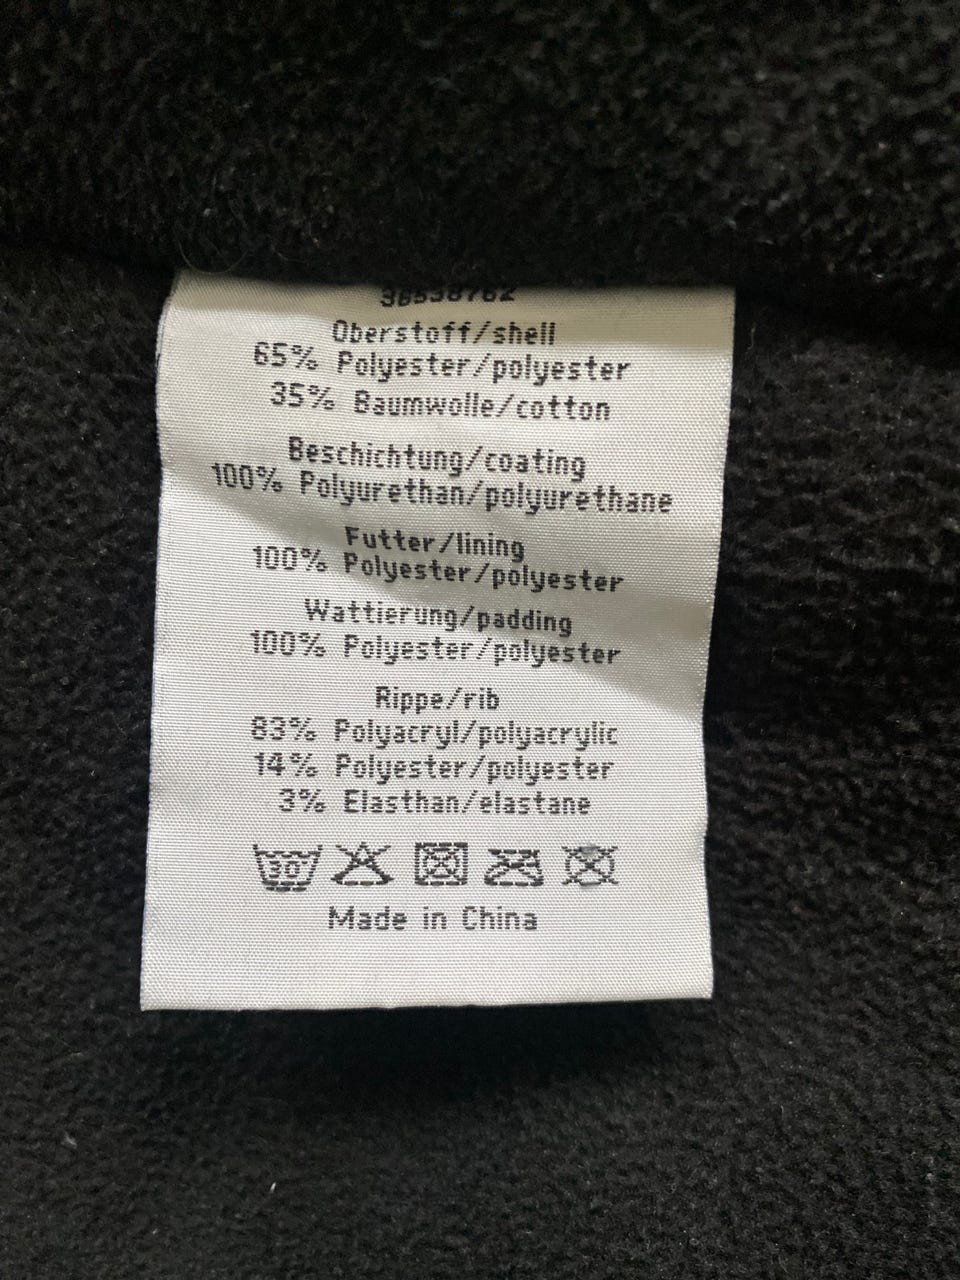 Oberstoff/shell
65% Polyester/polyester
35% Baumwolle/cotton
Beschichtung/coating
100% Polyurethan/polyurethane
Futter/lining
100% Polyester/polyester
Wattierung/padding
100% Polyester/polyester
Rippe/rib
83% Polyacryl/polyacrylic
14% Polyester/polyester
3% Elasthan/elastane
30°
Made in China